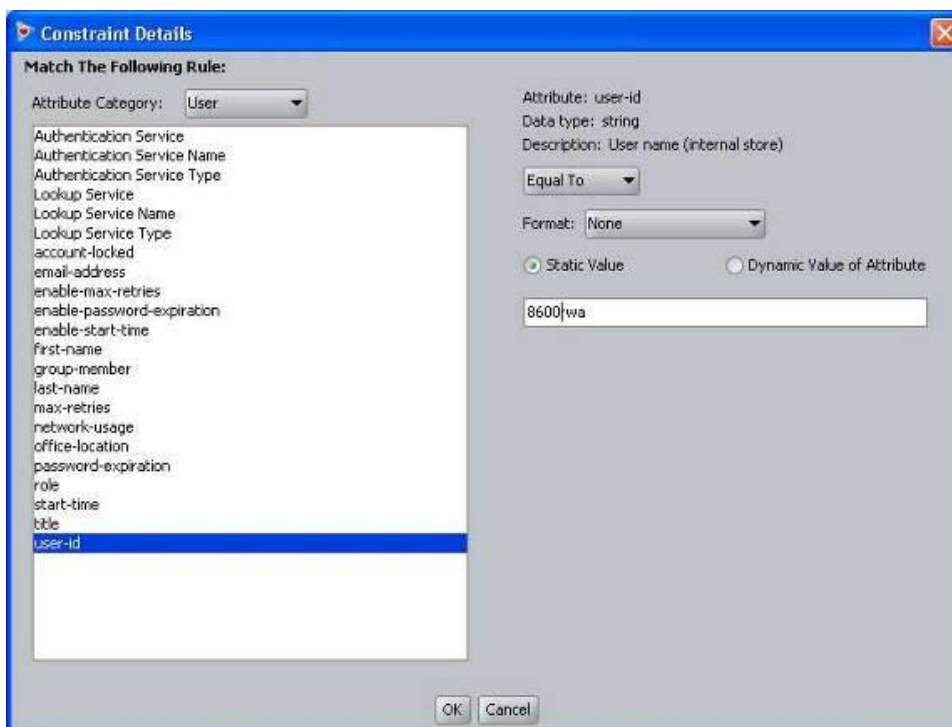 Constraint Details
Match The Following Rule:
Attribute Category: User
Authentication Service
Authentication Service Name
Authentication Service Type
Lookup Service
Lookup Service Name
Lookup Service Type
account-locked
email-address
enable-max-retries
enable-password-expiration
enable-start-time
first-name
group-member
last-name
max-retries
network-usage
office-location
password-expiration
role
start-time
title
user-id
Attribute: user-id
Data type: string
Description: User name (internal store)
Equal To
Format: None
Static Value Dynamic Value of Attribute
8600rwa
OK Cancel